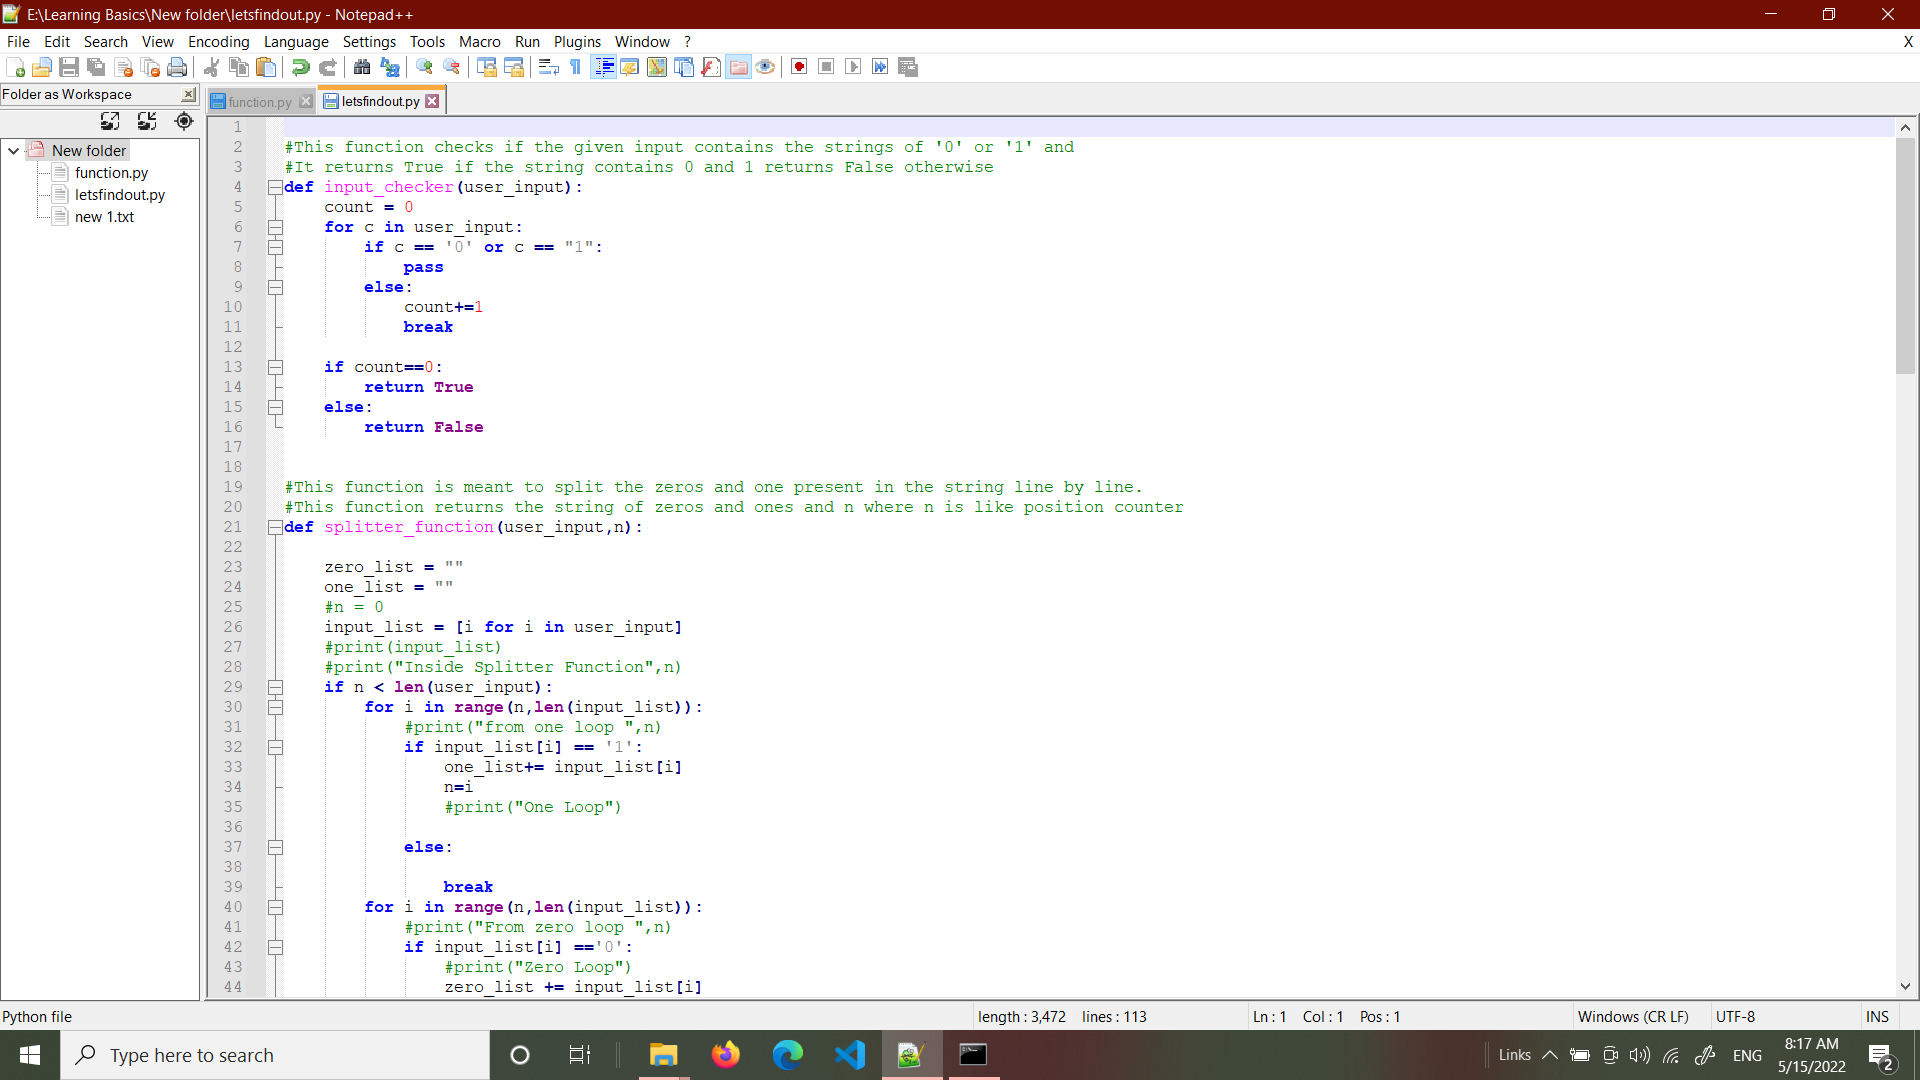 E:\Learning Basics\New folder\letsfindout.py - Notepad++
File Edit Search View Encoding Language Settings Tools Macro Run Plugins Window ? X
Folder as Workspace
function.py letsfindout.py
New folder
function.py
letsfindout.py
new 1.txt
1
2 #This function checks if the given input contains the strings of '0' or '1' and
3 #It returns True if the string contains 0 and 1 returns False otherwise
4 def input_checker(user_input):
5     count = 0
6     for c in user_input:
7         if c == '0' or c == "1":
8             pass
9         else:
10             count+=1
11             break
12
13     if count==0:
14         return True
15     else:
16         return False
17
18
19 #This function is meant to split the zeros and one present in the string line by line.
20 #This function returns the string of zeros and ones and n where n is like position counter
21 def splitter_function(user_input,n):
22
23     zero_list = ""
24     one_list = ""
25     #n = 0
26     input_list = [i for i in user_input]
27     #print(input_list)
28     #print("Inside Splitter Function",n)
29     if n < len(user_input):
30         for i in range(n,len(input_list)):
31             #print("from one loop ",n)
32             if input_list[i] == '1':
33                 one_list+= input_list[i]
34                 n=i
35                 #print("One Loop")
36
37             else:
38
39                 break
40         for i in range(n,len(input_list)):
41             #print("From zero loop ",n)
42             if input_list[i] =='0':
43                 #print("Zero Loop")
44                 zero_list += input_list[i]
Python file length : 3,472 lines : 113 Ln : 1 Col : 1 Pos : 1 Windows (CR LF) UTF-8 INS
Type here to search
Links ENG
8:17 AM
5/15/2022
2